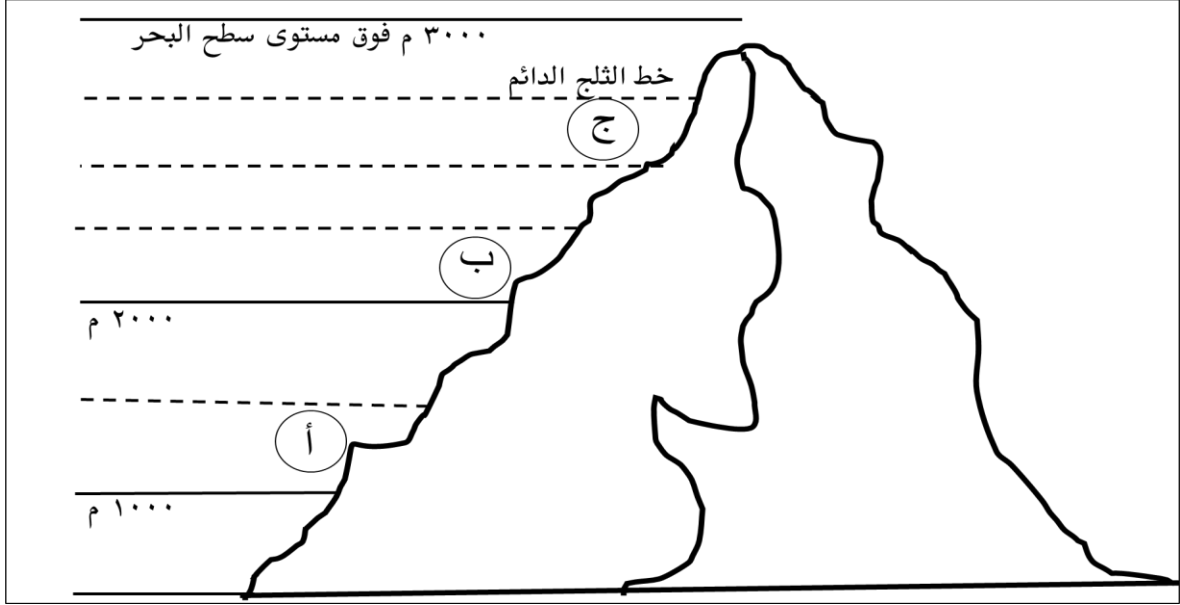 ٣٠٠٠ م فوق مستوى سطح البحر
خط الثلج الدائم
ج
ب
٢٠٠٠ م
أ
١٠٠٠ م